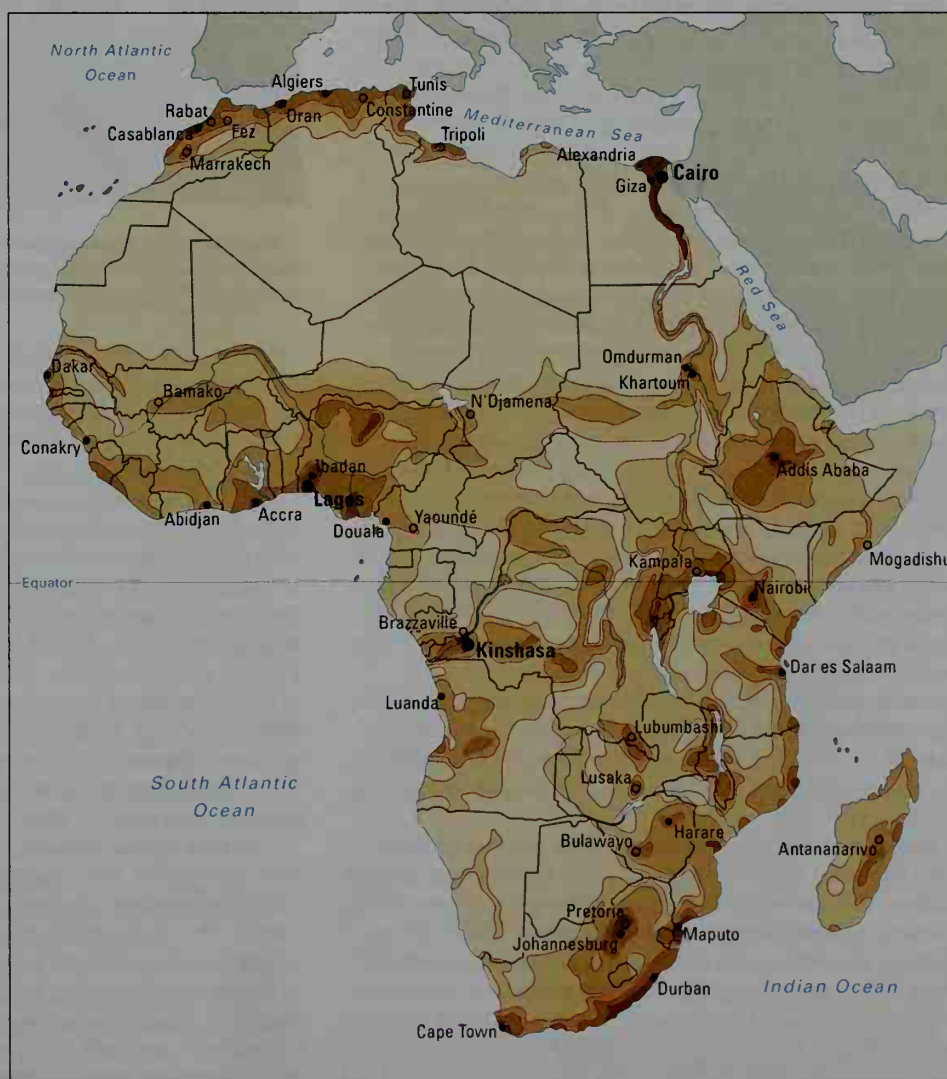 North Atlantic
Ocean
Algiers
Tunis
Rabat
Oran
Constantine
Casablanca
Fez
Mediterranean Sea
Marrakech
Tripoli
Alexandria
Giza
Cairo
Red Sea
Dakar
Omdurman
Khartoum
Bamako
N'Djamena
Conakry
Ibadan
Addis Ababa
Lagos
Abidjan
Accra
Douala
Yaoundé
Mogadishu
Kampala
Equator
Nairobi
Brazzaville
Kinshasa
Dar es Salaam
Luanda
Lubumbashi
South Atlantic
Ocean
Lusaka
Harare
Bulawayo
Antananarivo
Pretoria
Johannesburg
Maputo
Durban
Indian Ocean
Cape Town